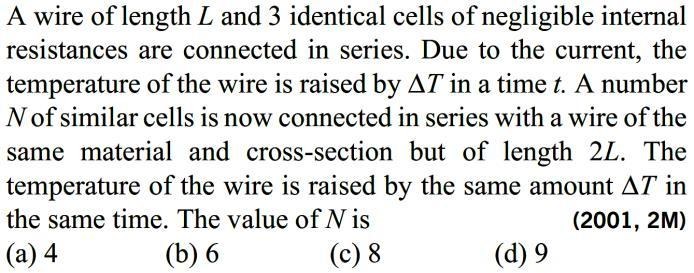 A wire of length L and 3 identical cells of negligible internal
resistances are connected in series. Due to the current, the
temperature of the wire is raised by ΔT in a time t. A number
N of similar cells is now connected in series with a wire of the
same material and cross-section but of length 2L. The
temperature of the wire is raised by the same amount ΔT in
the same time. The value of N is (2001, 2M)
(a) 4 (b) 6 (c) 8 (d) 9